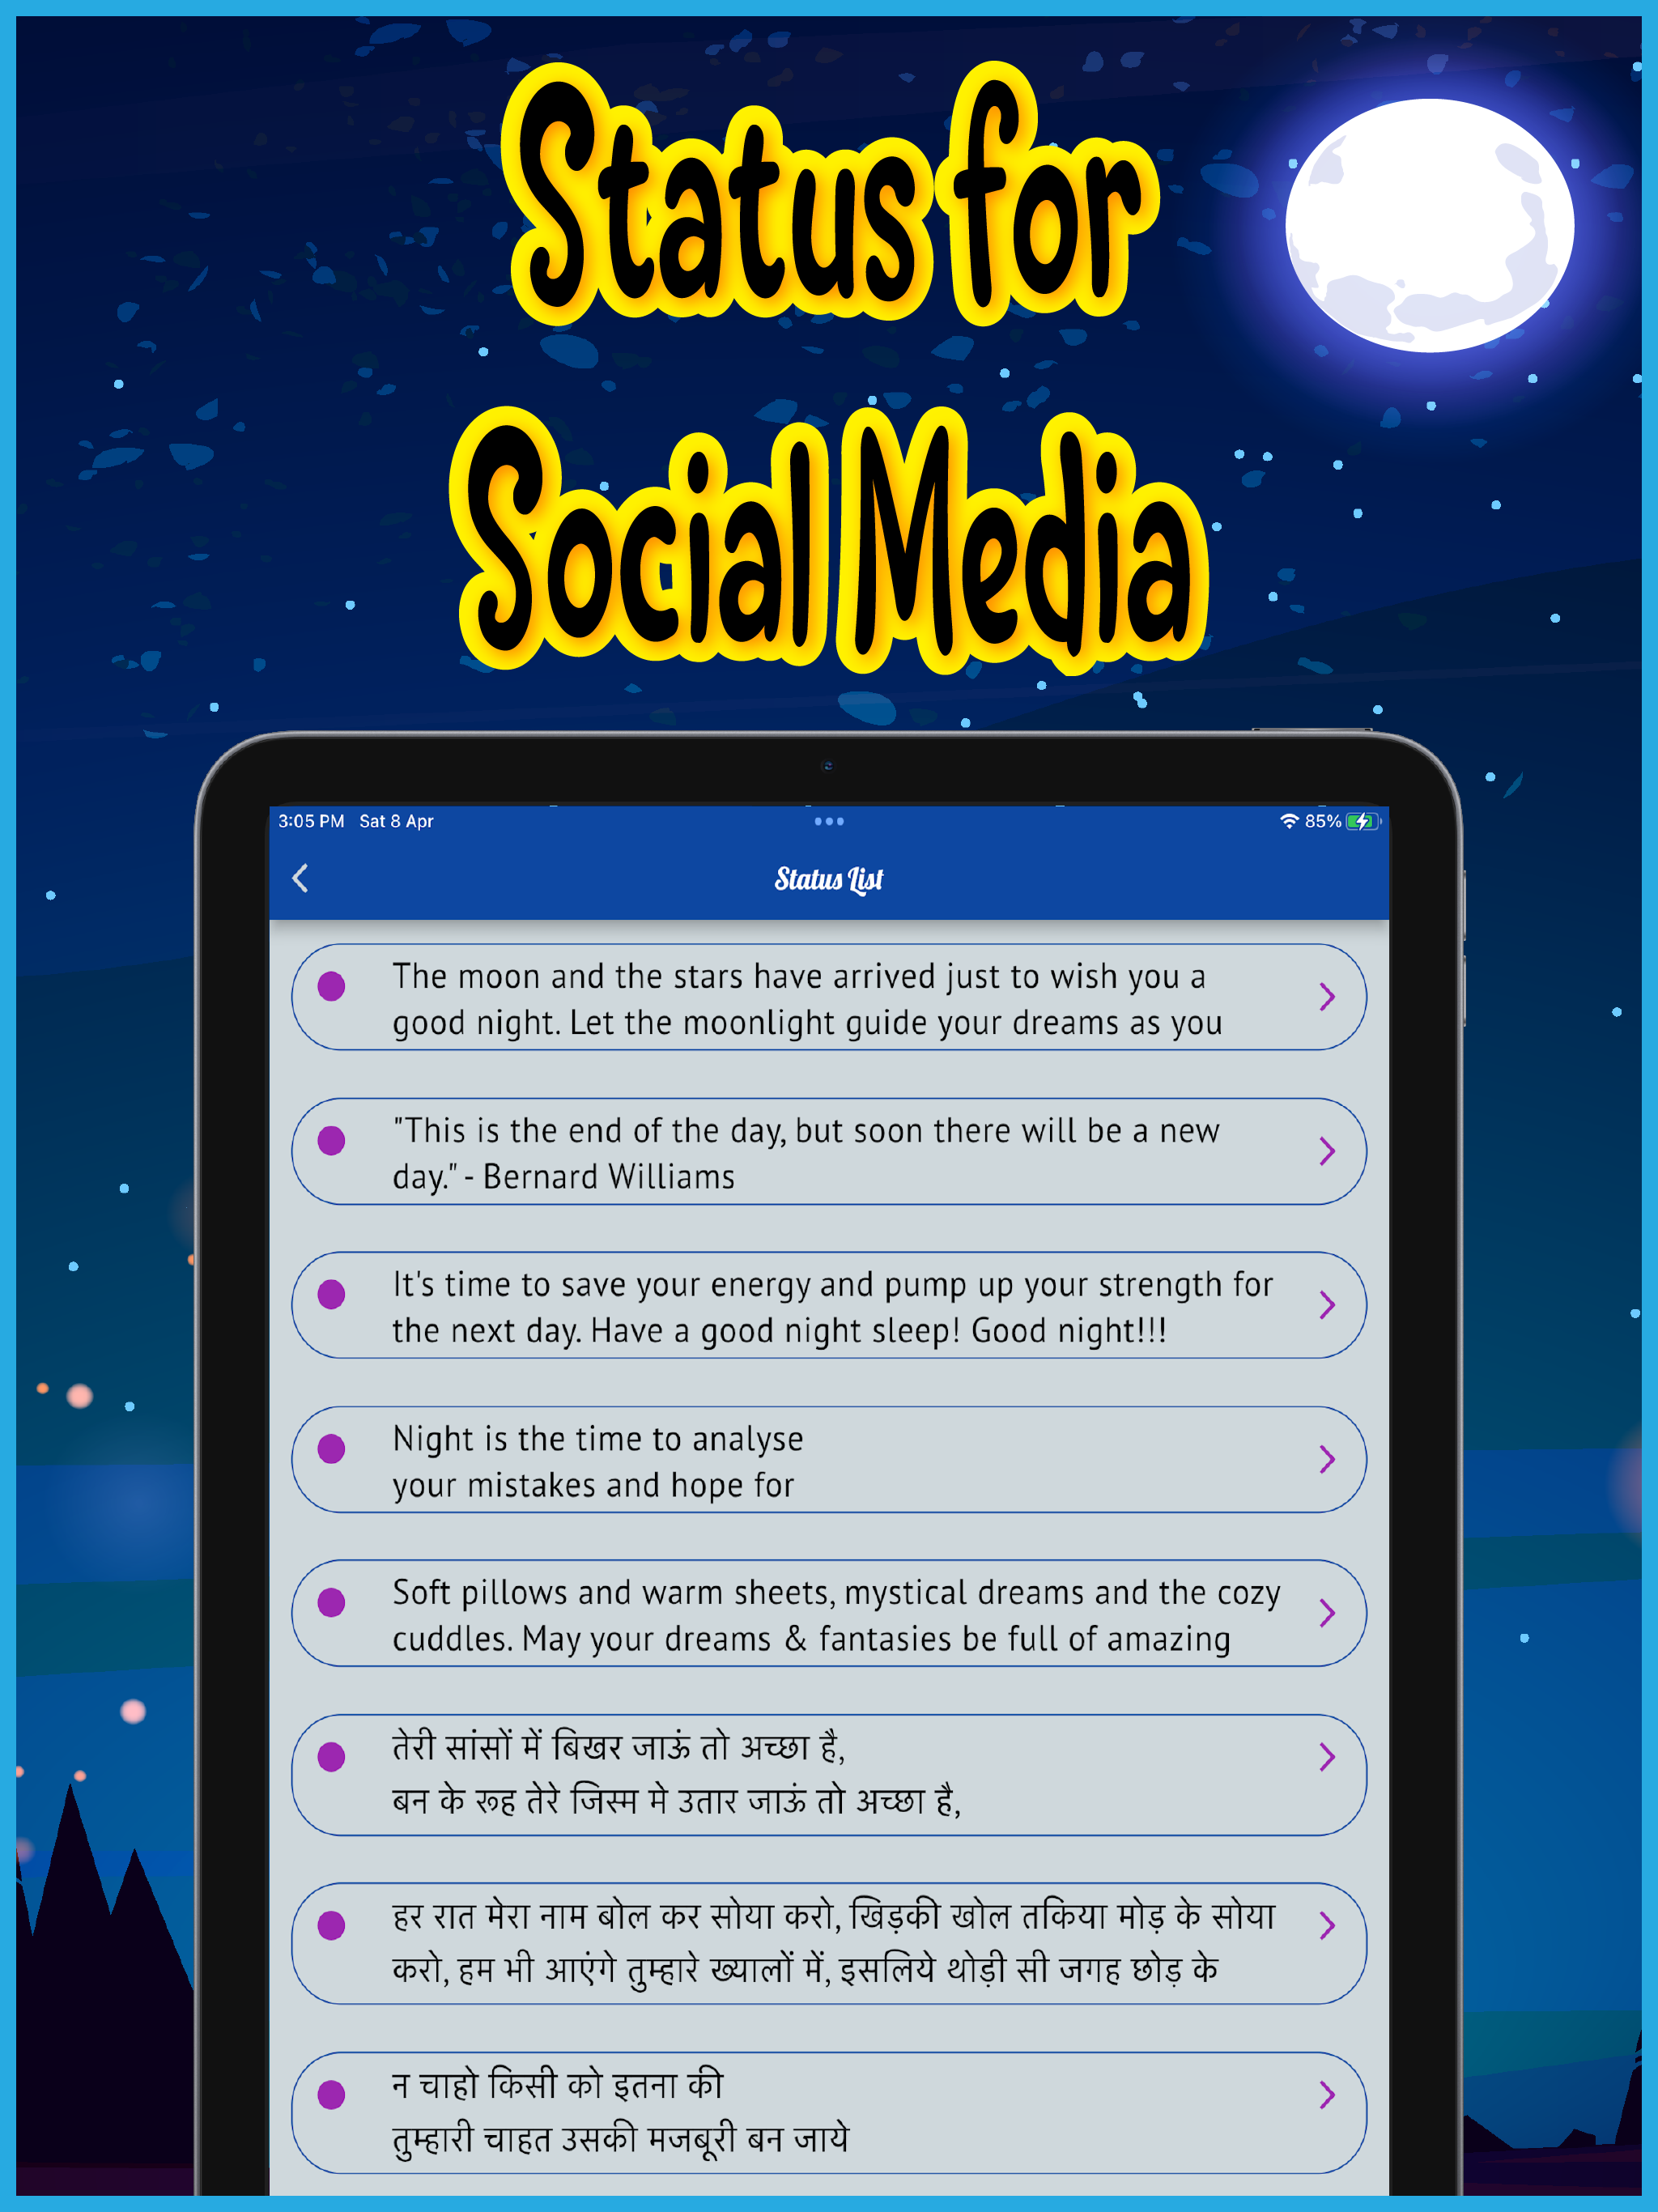 Status for
Social Media
3:05 PM Sat 8 Apr
85%
Status List
The moon and the stars have arrived just to wish you a
good night. Let the moonlight guide your dreams as you
"This is the end of the day, but soon there will be a new
day." - Bernard Williams
It's time to save your energy and pump up your strength for
the next day. Have a good night sleep! Good night!!!
Night is the time to analyse
your mistakes and hope for
Soft pillows and warm sheets, mystical dreams and the cozy
cuddles. May your dreams & fantasies be full of amazing
तेरी सांसों में बिखर जाऊं तो अच्छा है,
बन के रूह तेरे जिस्म मे उतार जाऊं तो अच्छा है,
हर रात मेरा नाम बोल कर सोया करो, खिड़की खोल तकिया मोड़ के सोया
करो, हम भी आएंगे तुम्हारे ख्यालों में, इसलिये थोड़ी सी जगह छोड़ के
न चाहो किसी को इतना की
तुम्हारी चाहत उसकी मजबूरी बन जाये